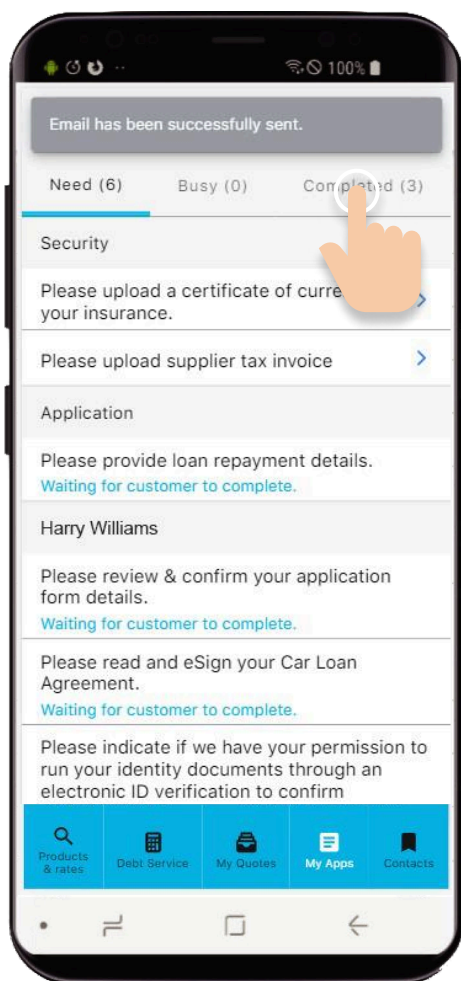 100%
Email has been successfully sent.
Need (6) Busy (0) Completed (3)
Security
Please upload a certificate of
your insurance.
Please upload supplier tax invoice
Application
Please provide loan repayment details.
Waiting for customer to complete.
Harry Williams
Please review & confirm your application
form details.
Waiting for customer to complete.
Please read and eSign your Car Loan
Agreement.
Waiting for customer to complete.
Please indicate if we have your permission to
run your identity documents through an
electronic ID verification to confirm
Products
& rates
Debt Service
My Quotes
My Apps
Contacts